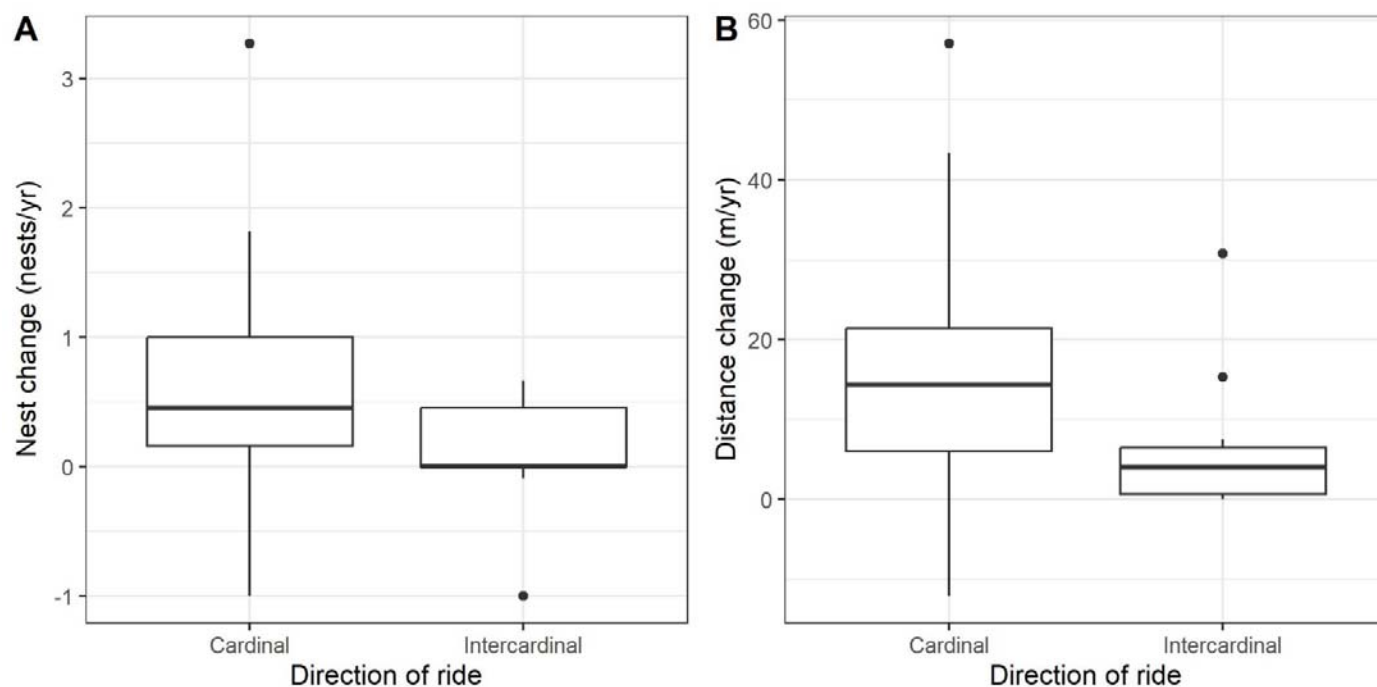 A
Nest change (nests/yr)
3
2
1
0
-1
Cardinal
Intercardinal
Direction of ride
B
Distance change (m/yr)
60
40
20
0
Cardinal
Intercardinal
Direction of ride